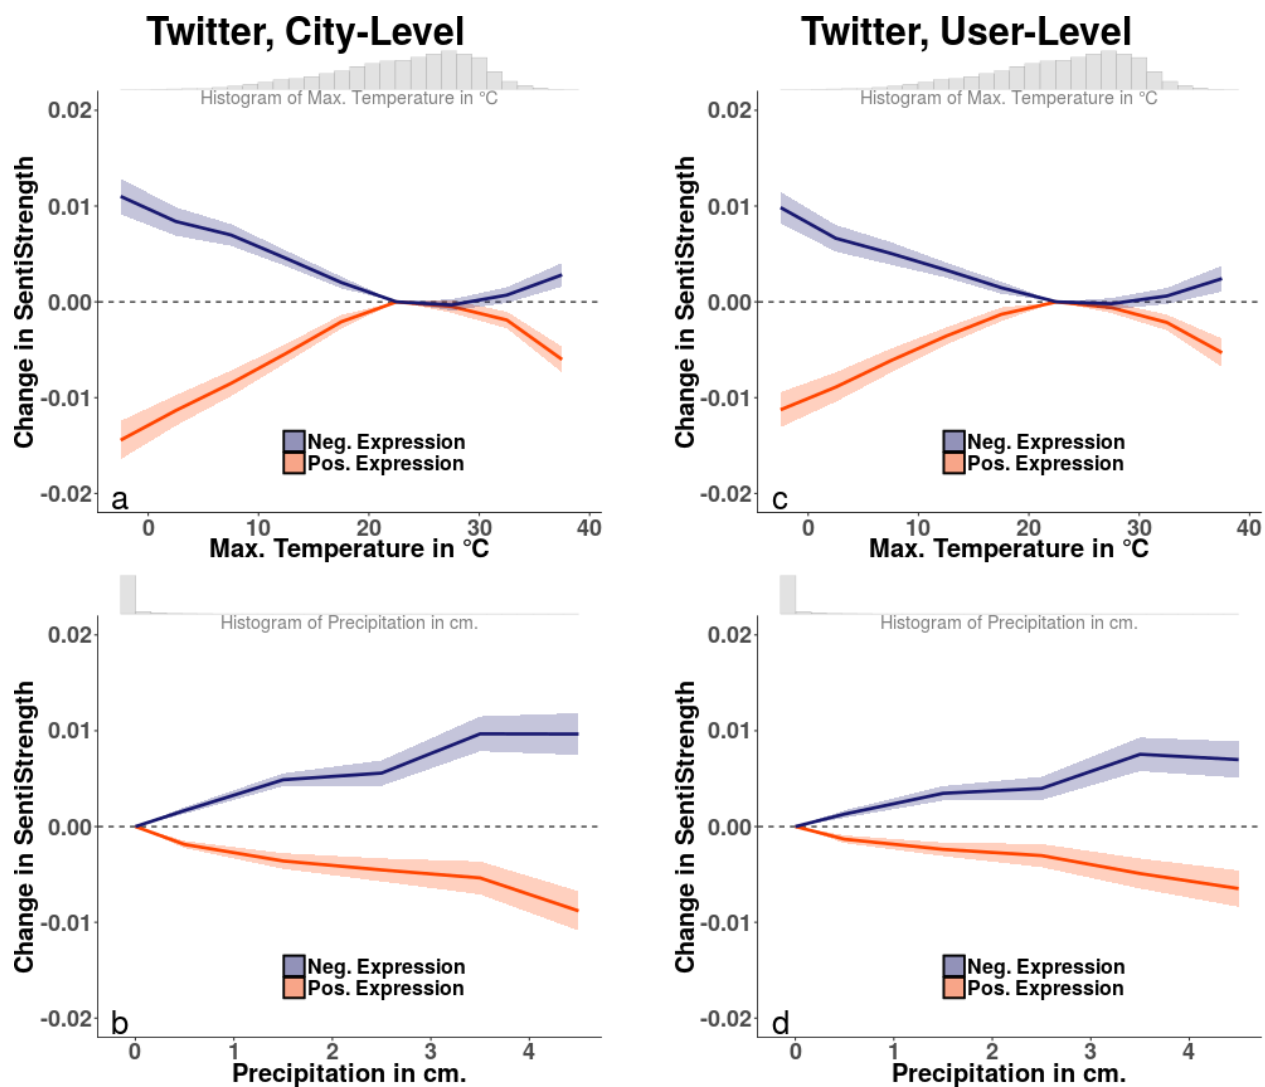 Twitter, City-Level
Histogram of Max. Temperature in °C
Change in SentiStrength
0.02
0.01
0.00
-0.01
-0.02
Neg. Expression
Pos. Expression
a
0 10 20 30 40
Max. Temperature in °C
Twitter, User-Level
Histogram of Max. Temperature in °C
Change in SentiStrength
0.02
0.01
0.00
-0.01
-0.02
Neg. Expression
Pos. Expression
c
0 10 20 30 40
Max. Temperature in °C
Histogram of Precipitation in cm.
Change in SentiStrength
0.02
0.01
0.00
-0.01
-0.02
Neg. Expression
Pos. Expression
b
0 1 2 3 4
Precipitation in cm.
Histogram of Precipitation in cm.
Change in SentiStrength
0.02
0.01
0.00
-0.01
-0.02
Neg. Expression
Pos. Expression
d
0 1 2 3 4
Precipitation in cm.